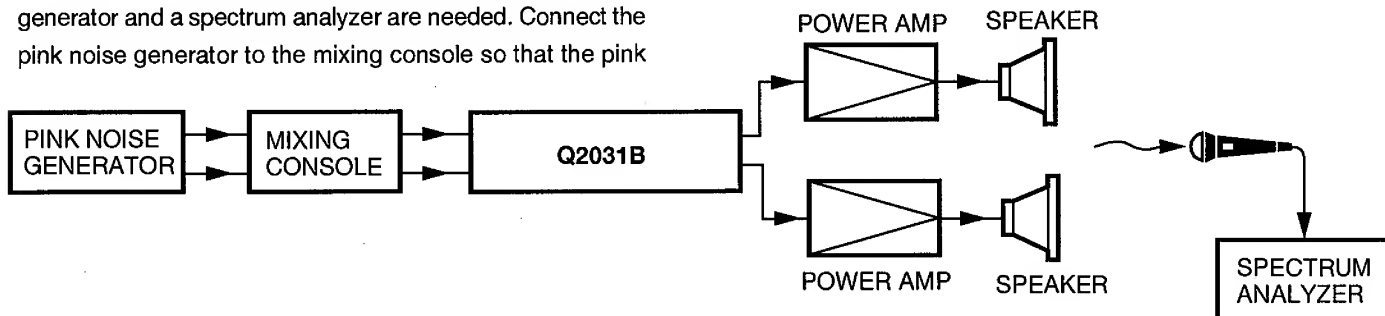 generator and a spectrum analyzer are needed. Connect the
pink noise generator to the mixing console so that the pink
POWER AMP
SPEAKER
PINK NOISE
GENERATOR
MIXING
CONSOLE
Q2031B
POWER AMP
SPEAKER
SPECTRUM
ANALYZER